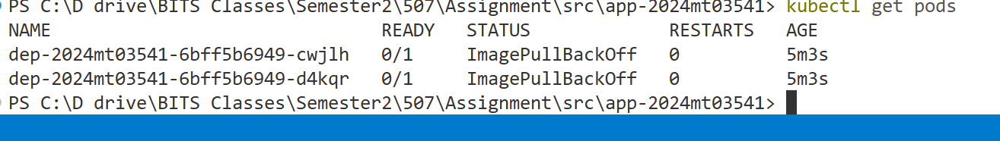 PS C:\D drive\BITS Classes\Semester2\507\Assignment\src\app-2024mt03541> kubectl get pods
NAME                         READY   STATUS             RESTARTS   AGE
dep-2024mt03541-6bff5b6949-cwjlh   0/1     ImagePullBackOff   0          5m3s
dep-2024mt03541-6bff5b6949-d4kqr   0/1     ImagePullBackOff   0          5m3s
PS C:\D drive\BITS Classes\Semester2\507\Assignment\src\app-2024mt03541>